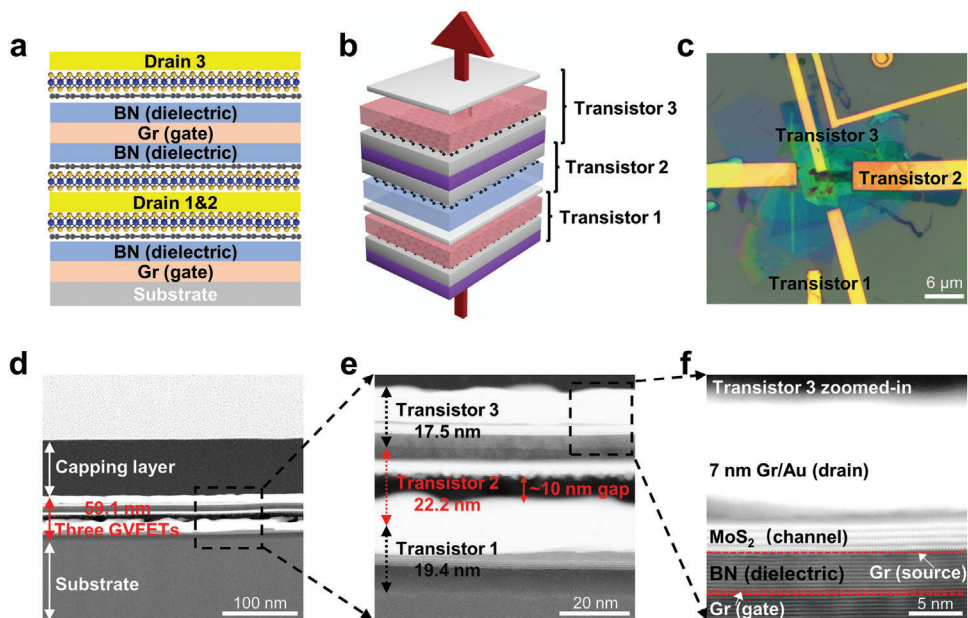 a
Drain 3
BN (dielectric)
Gr (gate)
BN (dielectric)
Drain 1&2
BN (dielectric)
Gr (gate)
Substrate
b
Transistor 3
Transistor 2
Transistor 1
c
Transistor 3
Transistor 2
Transistor 1
6 µm
d
Capping layer
59.1 nm
Three GVFETs
Substrate
100 nm
e
Transistor 3
17.5 nm
Transistor 2
22.2 nm
~10 nm gap
Transistor 1
19.4 nm
20 nm
f
Transistor 3 zoomed-in
7 nm Gr/Au (drain)
MoS₂ (channel)
BN (dielectric)
Gr (source)
Gr (gate)
5 nm